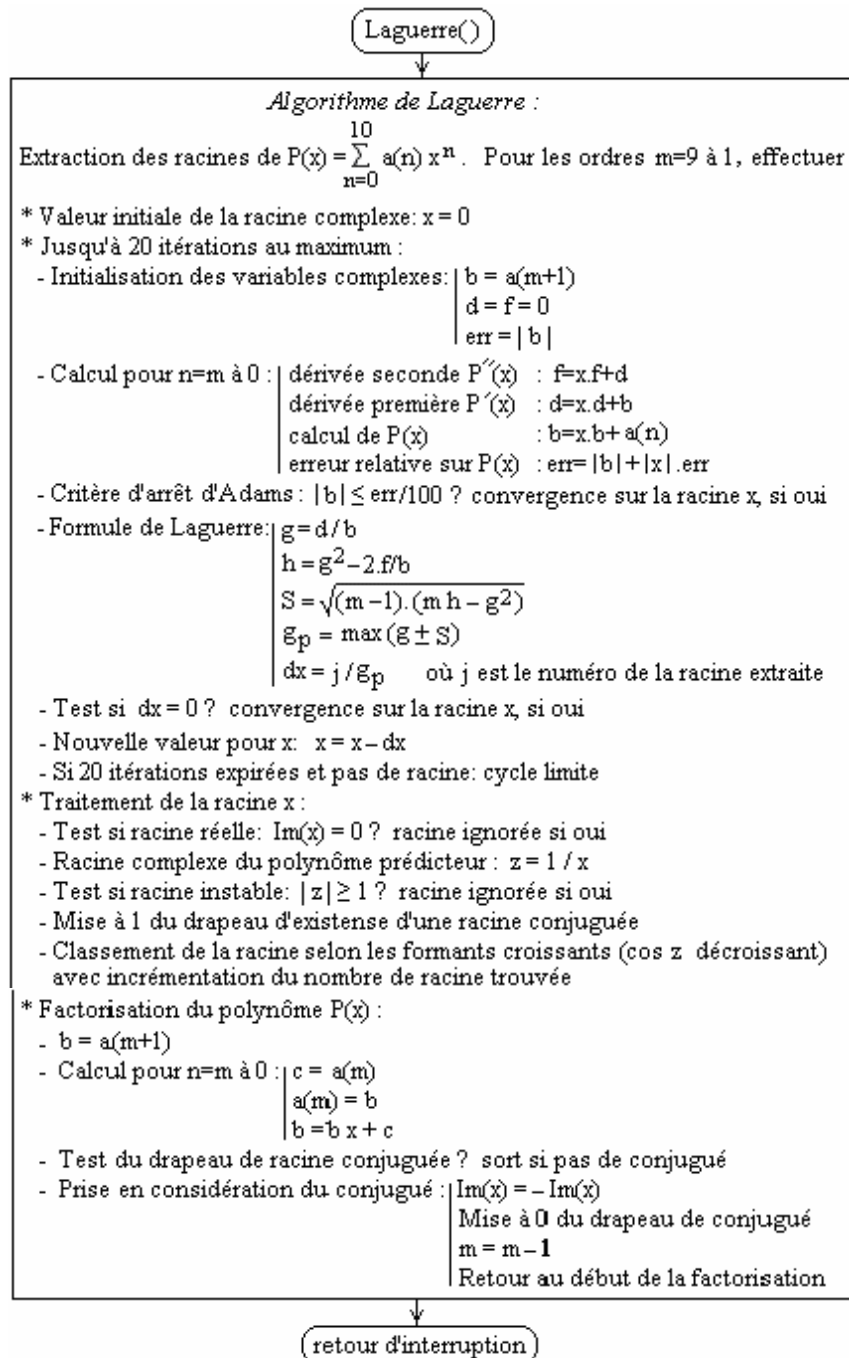 Laguerre()
Algorithme de Laguerre :
10
Extraction des racines de P(x) = Σ a(n) xⁿ . Pour les ordres m=9 à 1, effectuer
n=0
* Valeur initiale de la racine complexe: x = 0
* Jusqu'à 20 itérations au maximum :
- Initialisation des variables complexes: b = a(m+1)
d = f = 0
err = | b |
- Calcul pour n=m à 0 : dérivée seconde P″(x) : f=x.f+d
dérivée première P′(x) : d=x.d+b
calcul de P(x) : b=x.b+ a(n)
erreur relative sur P(x) : err= |b| + |x| .err
- Critère d'arrêt d'Adams : |b| ≤ err/100 ? convergence sur la racine x, si oui
- Formule de Laguerre: g = d / b
h = g² – 2.f/b
S = √(m –1).(m h – g²)
gₚ = max (g ± S)
dx = j / gₚ où j est le numéro de la racine extraite
- Test si dx = 0 ? convergence sur la racine x, si oui
- Nouvelle valeur pour x: x = x – dx
- Si 20 itérations expirées et pas de racine: cycle limite
* Traitement de la racine x :
- Test si racine réelle: Im(x) = 0 ? racine ignorée si oui
- Racine complexe du polynôme prédicteur : z = 1 / x
- Test si racine instable: | z | ≥ 1 ? racine ignorée si oui
- Mise à 1 du drapeau d'existense d'une racine conjuguée
- Classement de la racine selon les formants croissants (cos z décroissant)
avec incrémentation du nombre de racine trouvée
* Factorisation du polynôme P(x) :
- b = a(m+1)
- Calcul pour n=m à 0 : c = a(m)
a(m) = b
b =b x + c
- Test du drapeau de racine conjuguée ? sort si pas de conjugué
- Prise en considération du conjugué : Im(x) = – Im(x)
Mise à 0 du drapeau de conjugué
m = m – 1
Retour au début de la factorisation
retour d'interruption